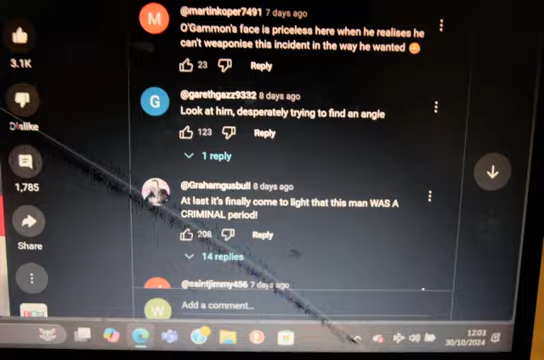 @martinkoper7491 7 days ago
O'Gammon's face is priceless here when he realises he
can't weaponise this incident in the way he wanted
23 Reply
3.1K
@garethgazz9332 8 days ago
Look at him, desperately trying to find an angle
Dislike
123 Reply
1 reply
1,785
@Grahamgusbull 8 days ago
At last it's finally come to light that this man WAS A
CRIMINAL period!
208 Reply
Share
14 replies
@saintjimmy456 7 days ago
Add a comment...
12:03
30/10/2024